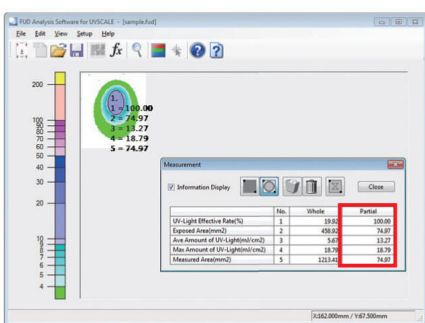 FUD Analysis Software for UVSCALE - [sample.fud]
File Edit View Setup Help
fx
200
100
90
80
70
60
50
40
30
20
10
9
8
7
6
5
4
1.
1 = 100.00
2 = 74.97
3 = 13.27
4 = 18.79
5 = 74.97
Measurement
Information Display
Close
No. Whole Partial
UV-Light Effective Rate(%) 1 19.92 100.00
Exposed Area(mm2) 2 458.92 74.97
Ave Amount of UV-Light(mJ/cm2) 3 5.67 13.27
Max Amount of UV-Light(mJ/cm2) 4 18.79 18.79
Measured Area(mm2) 5 1213.41 74.97
X:162.000mm / Y:67.500mm